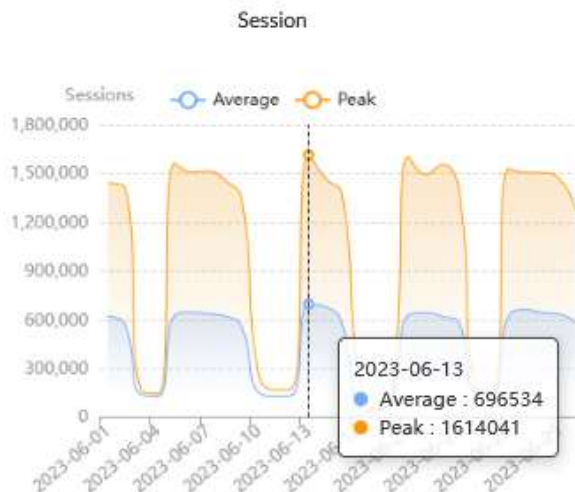 Session
Sessions
Average
Peak
1,800,000
1,500,000
1,200,000
900,000
600,000
300,000
0
2023-06-01
2023-06-04
2023-06-07
2023-06-10
2023-06-13
2023-06-13
Average : 696534
Peak : 1614041